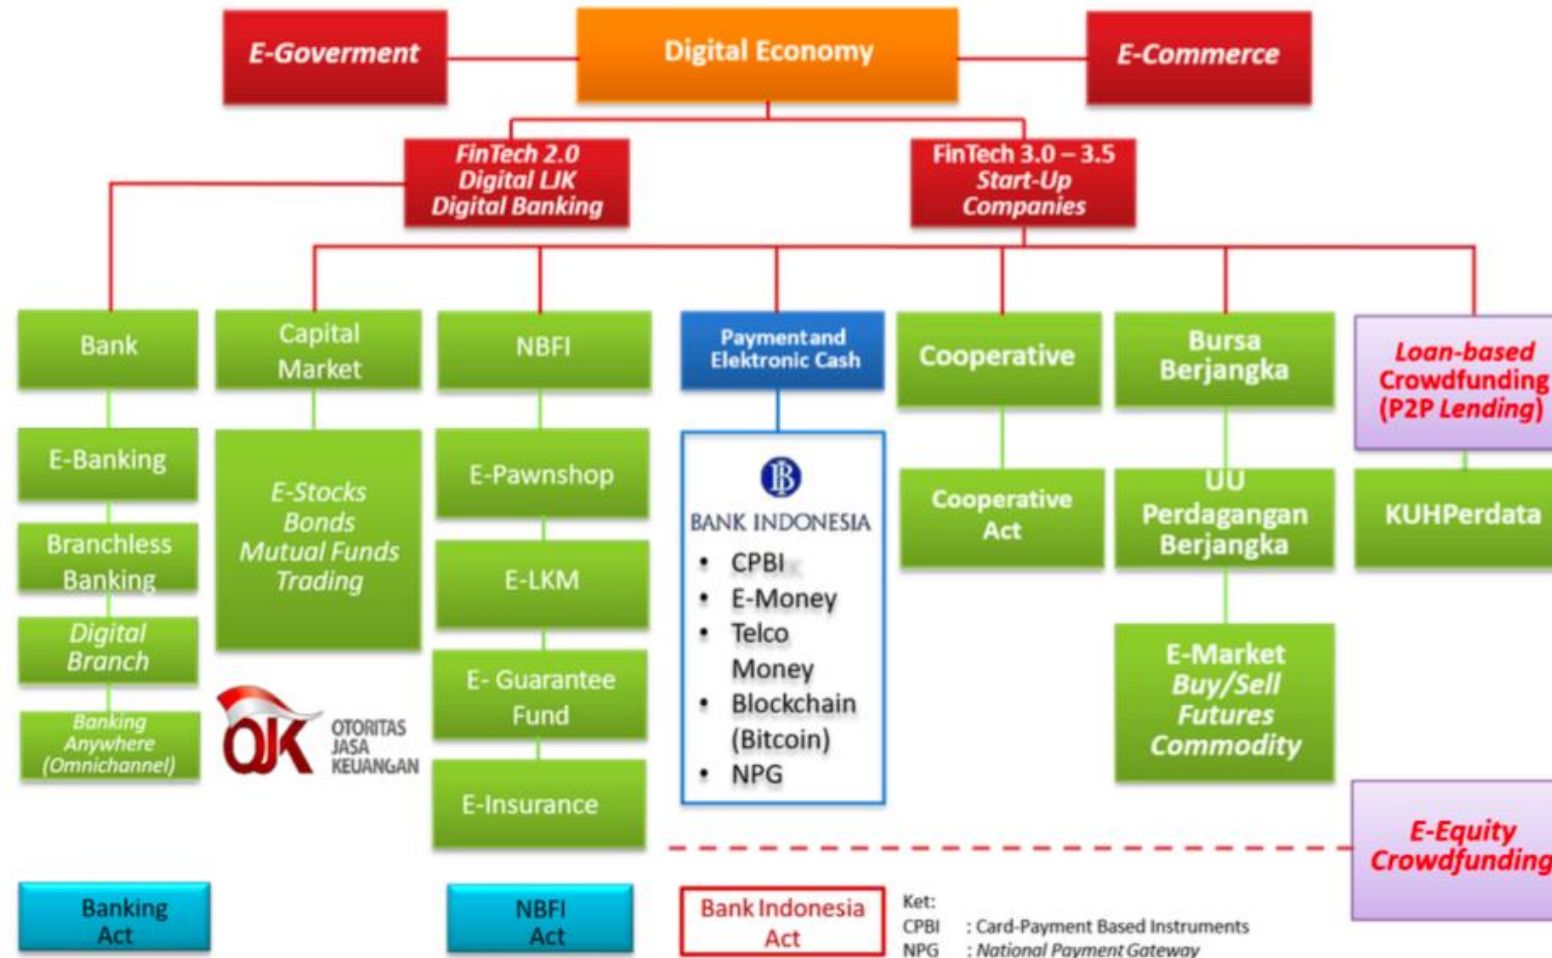 E-Goverment
Digital Economy
E-Commerce
FinTech 2.0
Digital LJK
Digital Banking
FinTech 3.0 – 3.5
Start-Up
Companies
Bank
Capital
Market
NBFI
Payment and
Elektronic Cash
Cooperative
Bursa
Berjangka
Loan-based
Crowdfunding
(P2P Lending)
E-Banking
Branchless
Banking
Digital
Branch
Banking
Anywhere
(Omnichannel)
E-Stocks
Bonds
Mutual Funds
Trading
OJK
OTORITAS
JASA
KEUANGAN
E-Pawnshop
E-LKM
E- Guarantee
Fund
E-Insurance
BANK INDONESIA
• CPBI
• E-Money
• Telco
Money
• Blockchain
(Bitcoin)
• NPG
Cooperative
Act
UU
Perdagangan
Berjangka
E-Market
Buy/Sell
Futures
Commodity
KUHPerdata
E-Equity
Crowdfunding
Banking
Act
NBFI
Act
Bank Indonesia
Act
Ket:
CPBI : Card-Payment Based Instruments
NPG : National Payment Gateway